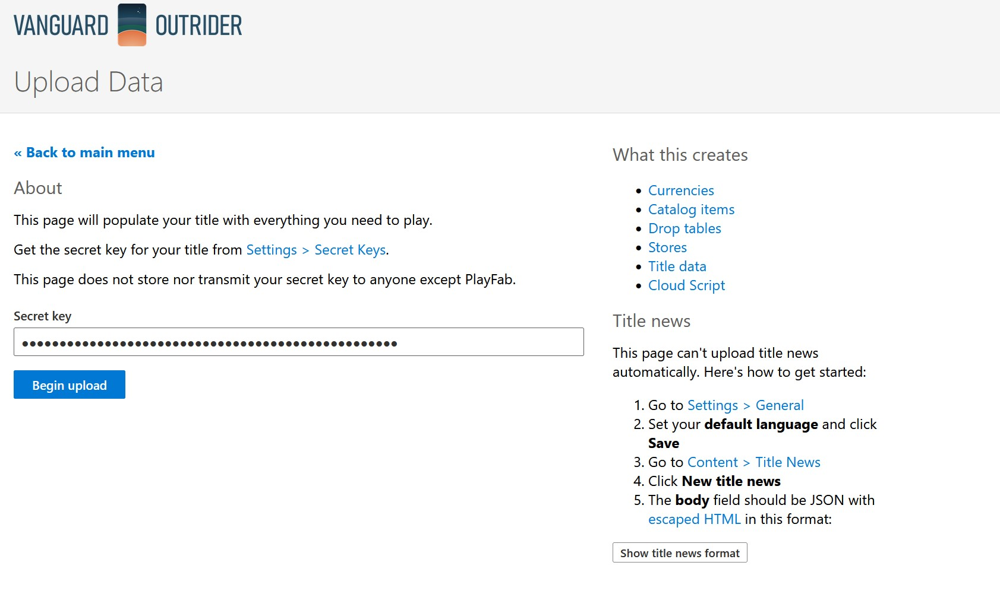 VANGUARD OUTRIDER
Upload Data
« Back to main menu
About
This page will populate your title with everything you need to play.
Get the secret key for your title from Settings > Secret Keys.
This page does not store nor transmit your secret key to anyone except PlayFab.
Secret key
••••••••••••••••••••••••••••••••••••••••••••••••••
Begin upload
What this creates
• Currencies
• Catalog items
• Drop tables
• Stores
• Title data
• Cloud Script
Title news
This page can't upload title news
automatically. Here's how to get started:
1. Go to Settings > General
2. Set your default language and click
Save
3. Go to Content > Title News
4. Click New title news
5. The body field should be JSON with
escaped HTML in this format:
Show title news format